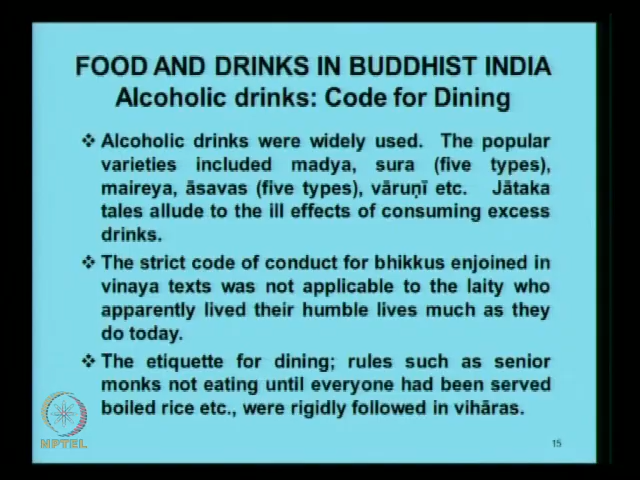 FOOD AND DRINKS IN BUDDHIST INDIA
Alcoholic drinks: Code for Dining
❖ Alcoholic drinks were widely used. The popular
varieties included madya, sura (five types),
maireya, āsavas (five types), vāruṇī etc. Jātaka
tales allude to the ill effects of consuming excess
drinks.
❖ The strict code of conduct for bhikkus enjoined in
vinaya texts was not applicable to the laity who
apparently lived their humble lives much as they
do today.
❖ The etiquette for dining; rules such as senior
monks not eating until everyone had been served
boiled rice etc., were rigidly followed in vihāras.
NPTEL
15